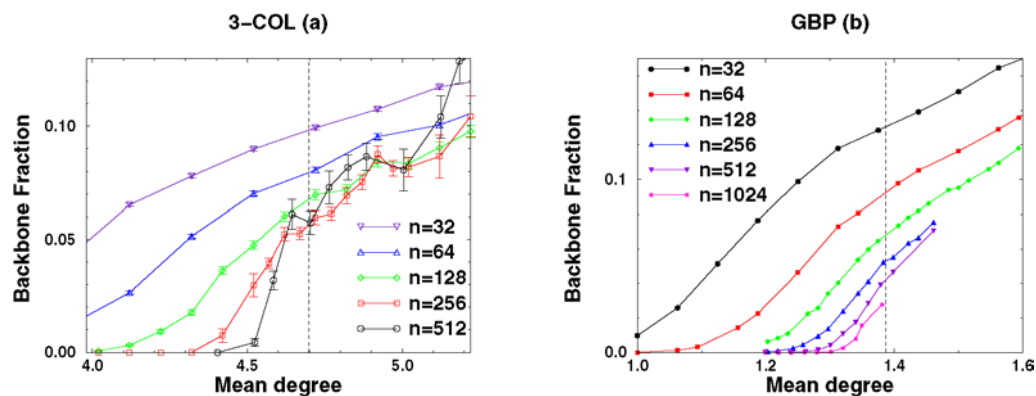 3-COL (a)
Backbone Fraction
0.10
0.05
0.00
4.0
4.5
5.0
Mean degree
n=32
n=64
n=128
n=256
n=512
GBP (b)
Backbone Fraction
0.1
0.00
1.0
1.2
1.4
1.6
Mean degree
n=32
n=64
n=128
n=256
n=512
n=1024